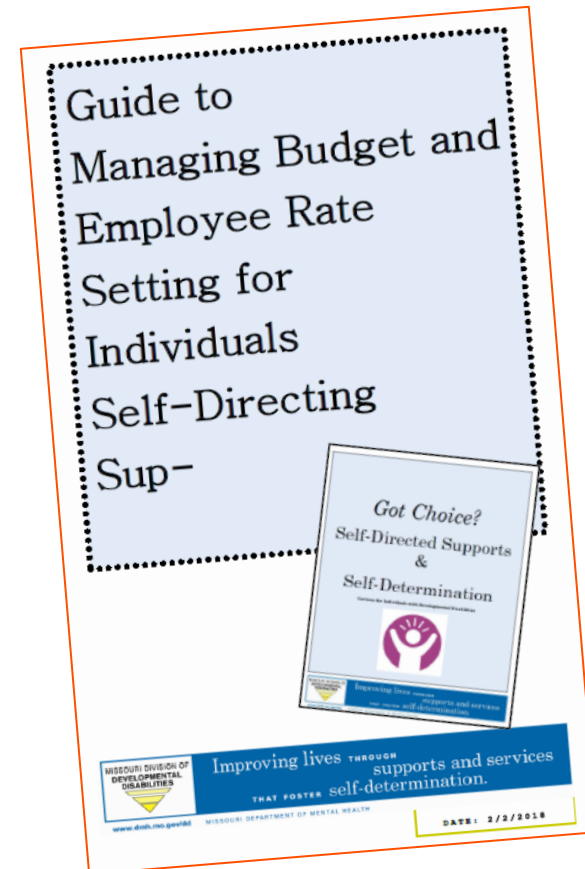 Guide to
Managing Budget and
Employee Rate
Setting for
Individuals
Self-Directing
Sup-
Got Choice?
Self-Directed Supports
&
Self-Determination
Improving lives
supports and services
self-determination.
MISSOURI DIVISION OF
DEVELOPMENTAL
DISABILITIES
www.dmh.mo.gov/dd
Improving lives THROUGH
supports and services
THAT FOSTER self-determination.
MISSOURI DEPARTMENT OF MENTAL HEALTH
DATE: 2/2/2018